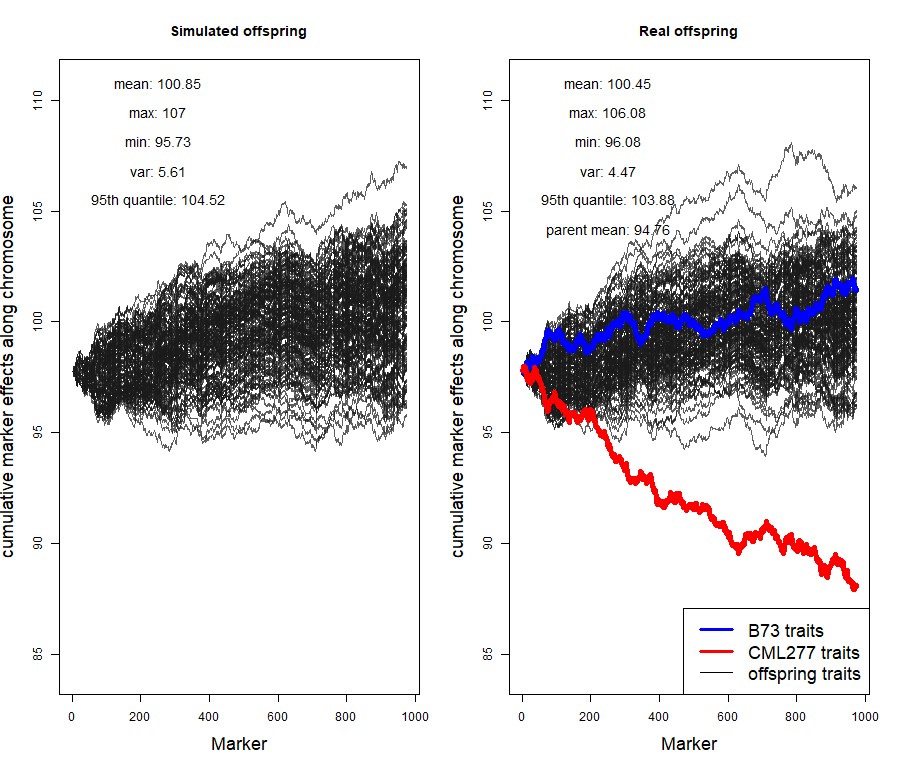 Simulated offspring
mean: 100.85
max: 107
min: 95.73
var: 5.61
95th quantile: 104.52
cumulative marker effects along chromosome
110
105
100
95
90
85
0 200 400 600 800 1000
Marker
Real offspring
mean: 100.45
max: 106.08
min: 96.08
var: 4.47
95th quantile: 103.88
parent mean: 94.76
cumulative marker effects along chromosome
110
105
100
95
90
85
B73 traits
CML277 traits
offspring traits
0 200 400 600 800 1000
Marker